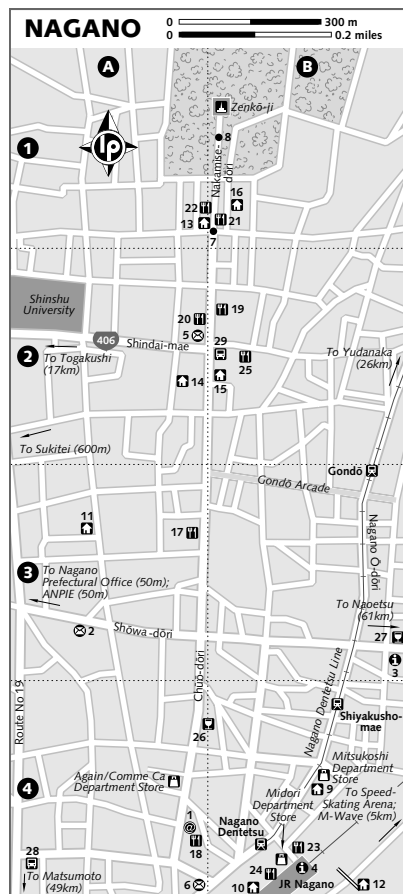 NAGANO
0 300 m
0 0.2 miles
A
B
Zenkō-ji
8
lp
1
Nakamise-
dōri
16
22
13
21
7
Shinshu
University
19
20
406
5
Shindai-mae
29
2
To Togakushi
(17km)
25
To Yudanaka
(26km)
14
15
To Sukitei (600m)
Gondō
Gondō Arcade
11
17
Nagano Ō-dōri
3
To Nagano
Prefectural Office (50m);
ANPIE (50m)
2
Shōwa-dōri
To Naoetsu
(61km)
27
3
Chūō-dōri
Nagano Dentetsu Line
Route No 19
26
Shiyakusho-
mae
Again/Comme Ca
Department Store
Mitsukoshi
Department
Store
4
9
Midori
Department
Store
To Speed-
Skating Arena;
M-Wave (5km)
1
@
18
Nagano
Dentetsu
23
28
To Matsumoto
(49km)
24
4
6
10
JR Nagano
12